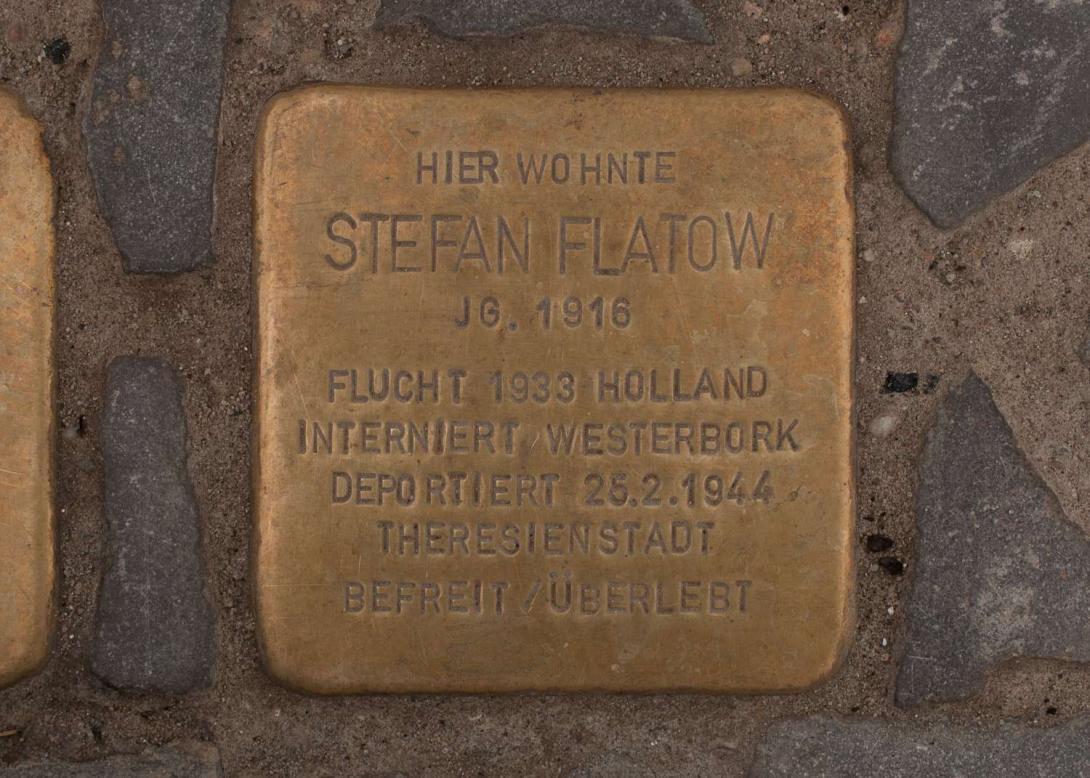 HIER WOHNTE
STEFAN FLATOW
JG. 1916
FLUCHT 1933 HOLLAND
INTERNIERT WESTERBORK
DEPORTIERT 25.2.1944
THERESIENSTADT
BEFREIT/ÜBERLEBT